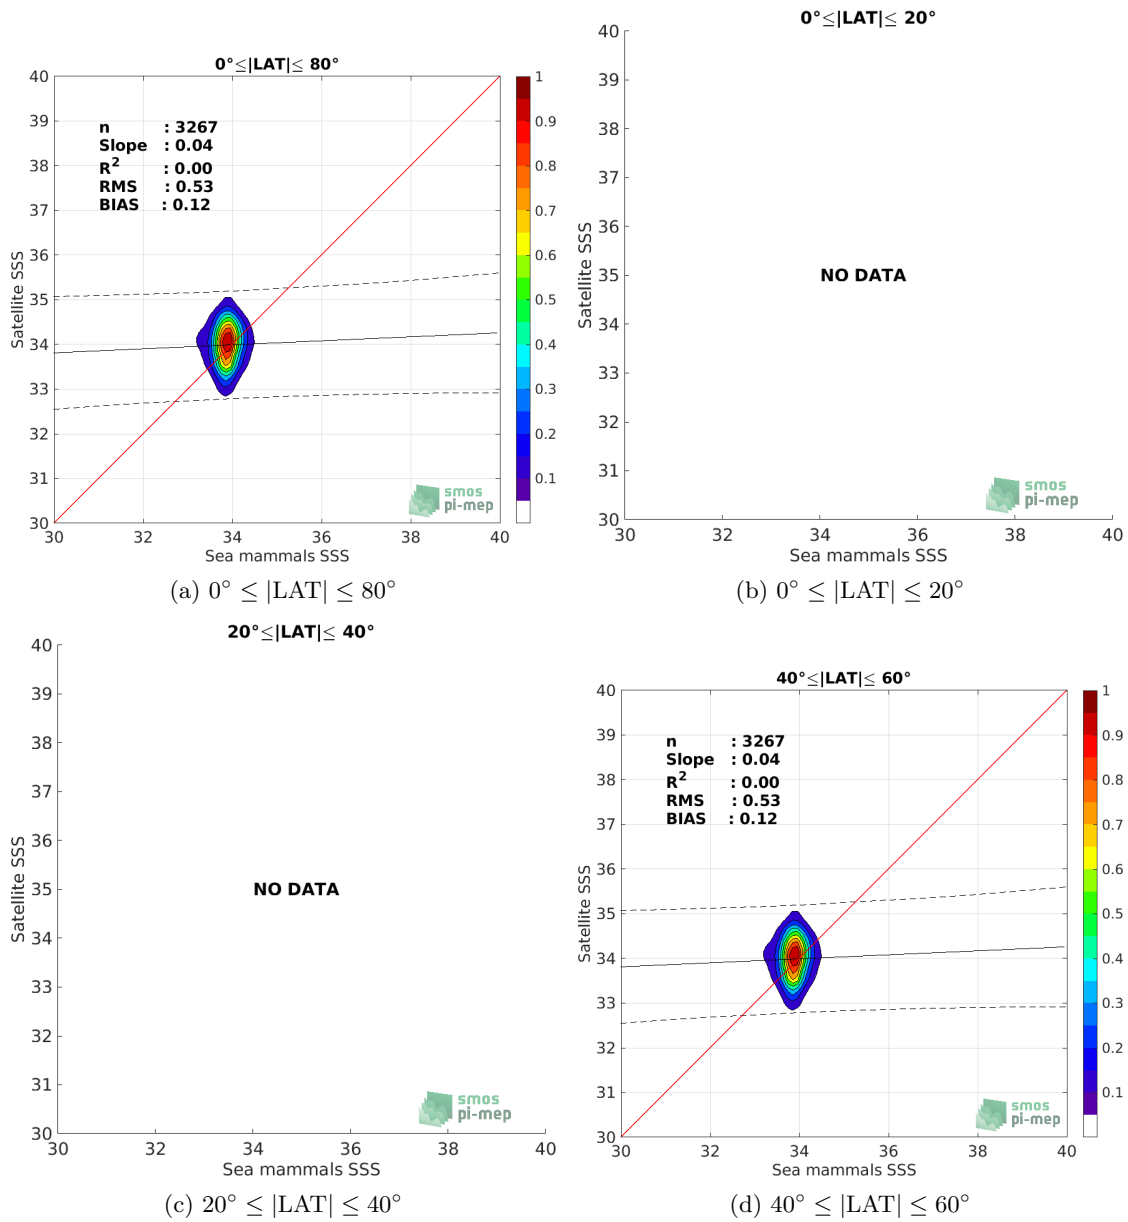 0°≤|LAT|≤ 80°
n : 3267
Slope : 0.04
R² : 0.00
RMS : 0.53
BIAS : 0.12
40
39
38
37
36
35
34
33
32
31
30
30 32 34 36 38 40
Satellite SSS
Sea mammals SSS
1
0.9
0.8
0.7
0.6
0.5
0.4
0.3
0.2
0.1
smos
pi-mep
(a) 0° ≤ |LAT| ≤ 80°
0°≤|LAT|≤ 20°
40
39
38
37
36
35
34
33
32
31
30
30 32 34 36 38 40
Satellite SSS
NO DATA
Sea mammals SSS
smos
pi-mep
(b) 0° ≤ |LAT| ≤ 20°
20°≤|LAT|≤ 40°
40
39
38
37
36
35
34
33
32
31
30
30 32 34 36 38 40
Satellite SSS
NO DATA
Sea mammals SSS
smos
pi-mep
(c) 20° ≤ |LAT| ≤ 40°
40°≤|LAT|≤ 60°
n : 3267
Slope : 0.04
R² : 0.00
RMS : 0.53
BIAS : 0.12
40
39
38
37
36
35
34
33
32
31
30
30 32 34 36 38 40
Satellite SSS
Sea mammals SSS
1
0.9
0.8
0.7
0.6
0.5
0.4
0.3
0.2
0.1
smos
pi-mep
(d) 40° ≤ |LAT| ≤ 60°